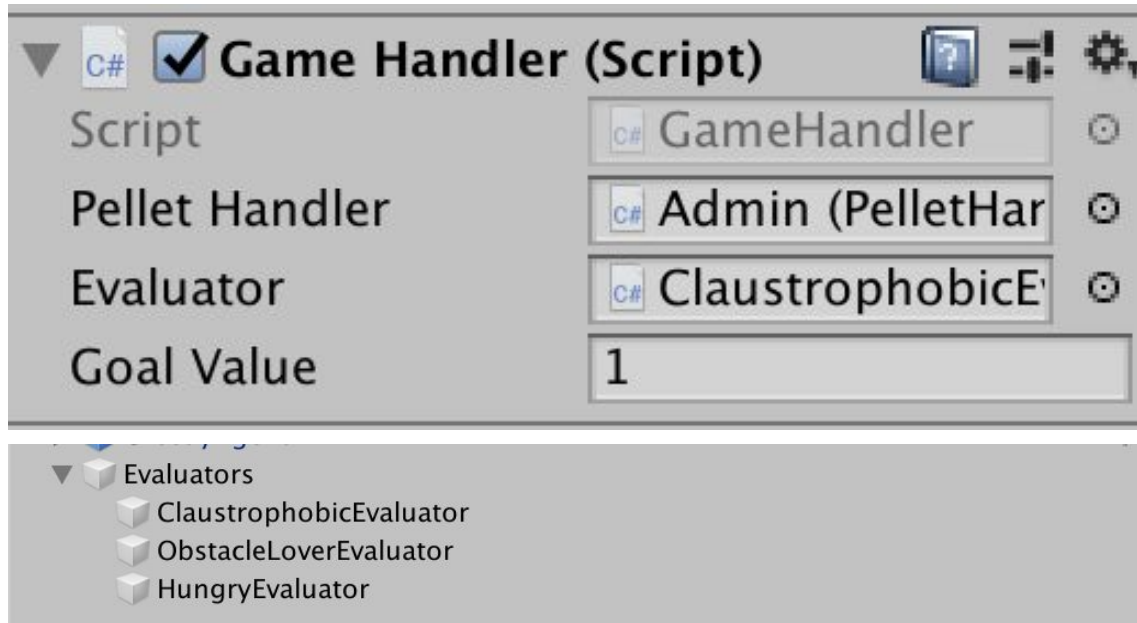 C# Game Handler (Script)
Script C# GameHandler
Pellet Handler C# Admin (PelletHar
Evaluator C# ClaustrophobicE
Goal Value 1
Evaluators
ClaustrophobicEvaluator
ObstacleLoverEvaluator
HungryEvaluator